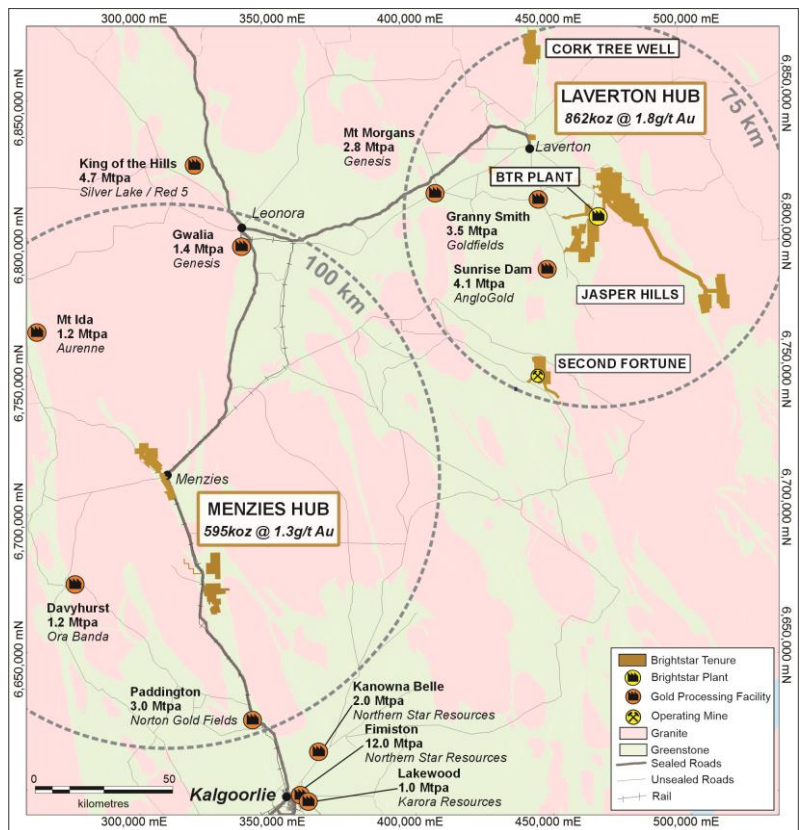 300,000 mE
350,000 mE
400,000 mE
450,000 mE
500,000 mE
6,850,000 mN
6,800,000 mN
6,750,000 mN
6,700,000 mN
6,650,000 mN
6,850,000 mN
6,800,000 mN
6,750,000 mN
6,700,000 mN
6,650,000 mN
CORK TREE WELL
LAVERTON HUB
862koz @ 1.8g/t Au
75 km
Mt Morgans
2.8 Mtpa
Genesis
Laverton
King of the Hills
4.7 Mtpa
Silver Lake / Red 5
BTR PLANT
Leonora
Granny Smith
3.5 Mtpa
Goldfields
Gwalia
1.4 Mtpa
Genesis
Sunrise Dam
4.1 Mtpa
AngloGold
100 km
JASPER HILLS
Mt Ida
1.2 Mtpa
Aurenne
SECOND FORTUNE
Menzies
MENZIES HUB
595koz @ 1.3g/t Au
Davyhurst
1.2 Mtpa
Ora Banda
Paddington
3.0 Mtpa
Norton Gold Fields
Kanowna Belle
2.0 Mtpa
Northern Star Resources
Fimiston
12.0 Mtpa
Northern Star Resources
Lakewood
1.0 Mtpa
Karora Resources
Kalgoorlie
0
50
kilometres
Brightstar Tenure
Brightstar Plant
Gold Processing Facility
Operating Mine
Granite
Greenstone
Sealed Roads
Unsealed Roads
Rail
300,000 mE
350,000 mE
400,000 mE
450,000 mE
500,000 mE